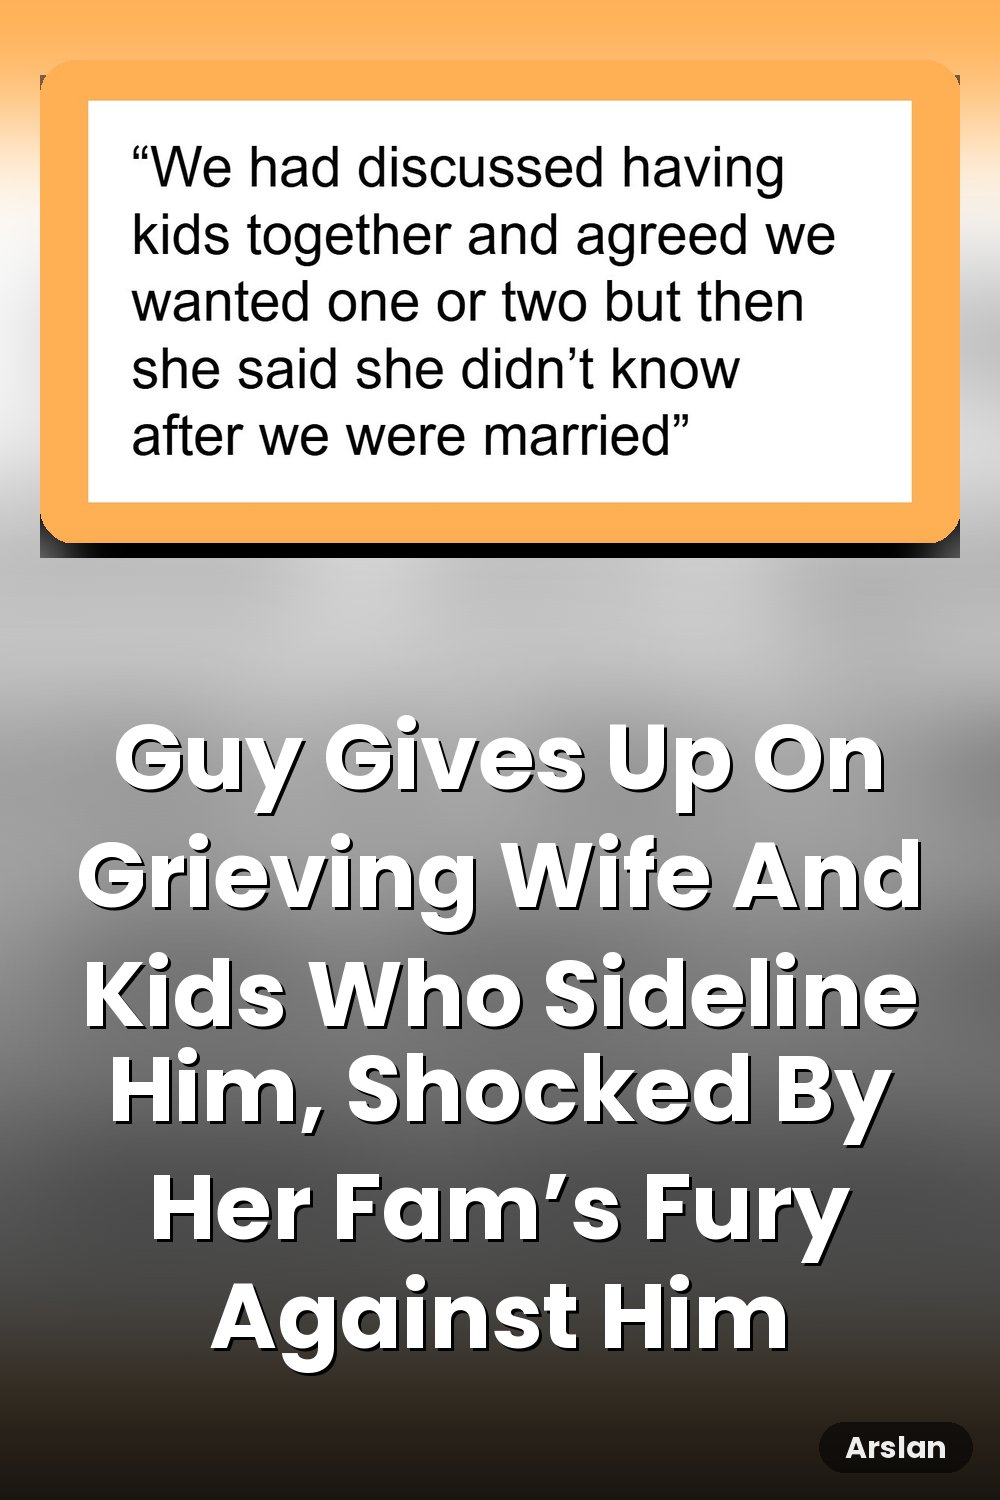 “We had discussed having
kids together and agreed we
wanted one or two but then
she said she didn’t know
after we were married”
Guy Gives Up On
Grieving Wife And
Kids Who Sideline
Him, Shocked By
Her Fam’s Fury
Against Him
Arslan